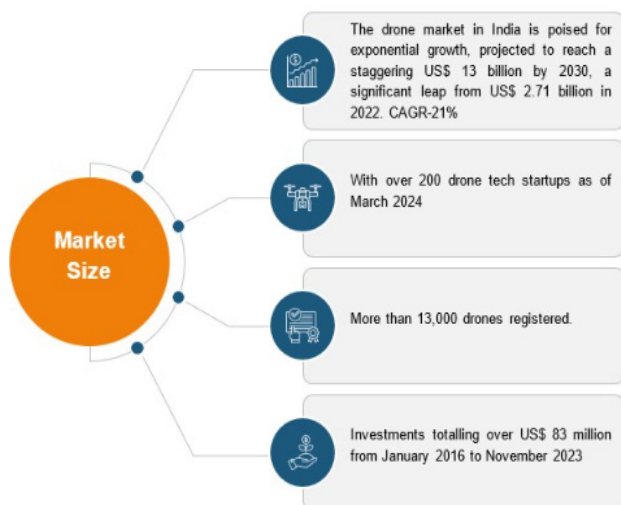 The drone market in India is poised for
exponential growth, projected to reach a
staggering US$ 13 billion by 2030, a
significant leap from US$ 2.71 billion in
2022. CAGR-21%
With over 200 drone tech startups as of
March 2024
Market
Size
More than 13,000 drones registered.
Investments totalling over US$ 83 million
from January 2016 to November 2023